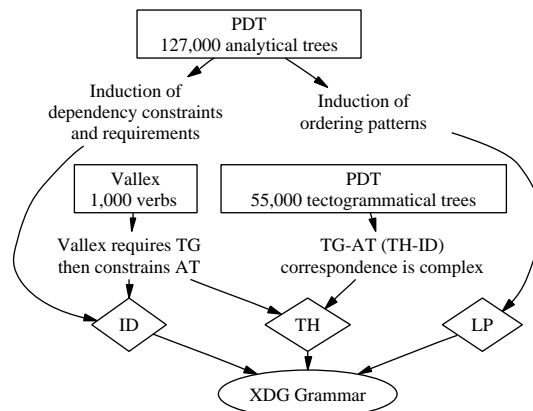 PDT
127,000 analytical trees
Induction of
dependency constraints
and requirements
Induction of
ordering patterns
Vallex
1,000 verbs
PDT
55,000 tectogrammatical trees
Vallex requires TG
then constrains AT
TG-AT (TH-ID)
correspondence is complex
ID
TH
LP
XDG Grammar